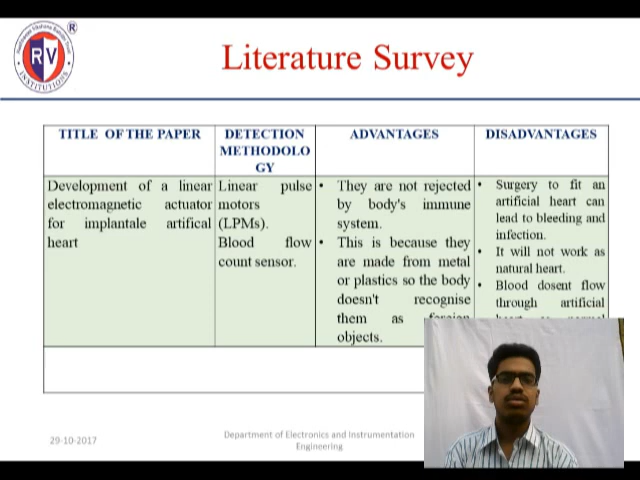 RV
INSTITUTIONS
Literature Survey
TITLE OF THE PAPER
DETECTION
METHODOLO
GY
ADVANTAGES
DISADVANTAGES
Development of a linear
electromagnetic actuator
for implantale artifical
heart
Linear pulse
motors
(LPMs).
Blood flow
count sensor.
• They are not rejected
by body's immune
system.
• This is because they
are made from metal
or plastics so the body
doesn't recognise
them as foreign
objects.
• Surgery to fit an
artificial heart can
lead to bleeding and
infection.
• It will not work as
natural heart.
• Blood dosent flow
through artificial
29-10-2017
Department of Electronics and Instrumentation
Engineering